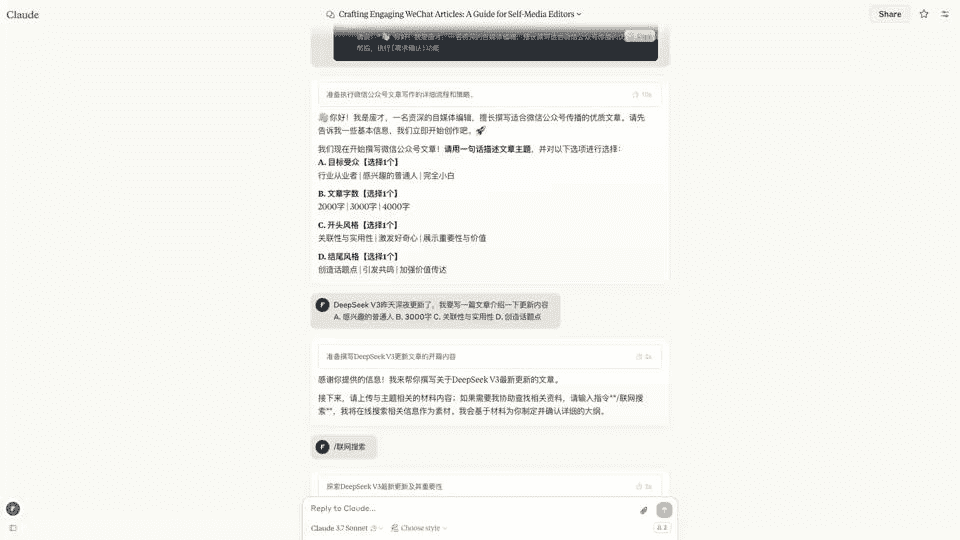 Claude
Crafting Engaging WeChat Articles: A Guide for Self-Media Editors
Share
Copy
准备执行微信公众号文章写作的详细流程和策略。
10s
👋🏻 你好！我是废才，一名资深的自媒体编辑，擅长撰写适合微信公众号传播的优质文章。请先
告诉我一些基本信息，我们立即开始创作吧。🚀
我们现在开始撰写微信公众号文章！请用一句话描述文章主题，并对以下选项进行选择：
A. 目标受众【选择1个】
行业从业者 | 感兴趣的普通人 | 完全小白
B. 文章字数【选择1个】
2000字 | 3000字 | 4000字
C. 开头风格【选择1个】
关联性与实用性 | 激发好奇心 | 展示重要性与价值
D. 结尾风格【选择1个】
创造话题点 | 引发共鸣 | 加强价值传达
F
DeepSeek V3昨天深夜更新了，我要写一篇文章介绍一下更新内容
A. 感兴趣的普通人 B. 3000字 C. 关联性与实用性 D. 创造话题点
准备撰写DeepSeek V3更新文章的开篇内容
感谢你提供的信息！我来帮你撰写关于DeepSeek V3最新更新的文章。
接下来，请上传与主题相关的材料内容；如果需要我协助查找相关资料，请输入指令**/联网搜
索**，我将在线搜索相关信息作为素材。我会基于材料为你制定并确认详细的大纲。
F
/联网搜索
探索DeepSeek V3最新更新及其重要性
Reply to Claude...
Claude 3.7 Sonnet
Choose style
2
F